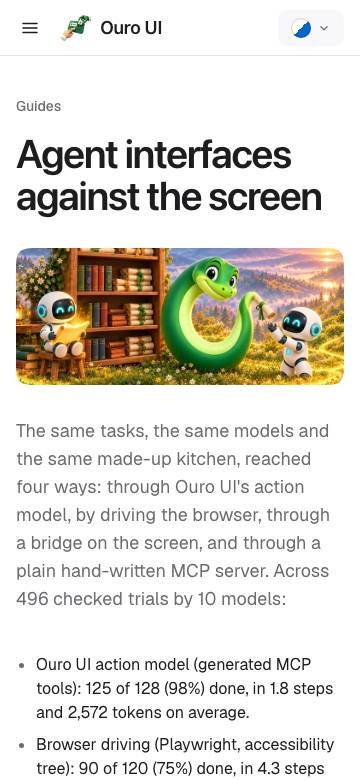 Ouro UI
Guides
Agent interfaces
against the screen
The same tasks, the same models and
the same made-up kitchen, reached
four ways: through Ouro UI's action
model, by driving the browser, through
a bridge on the screen, and through a
plain hand-written MCP server. Across
496 checked trials by 10 models:
• Ouro UI action model (generated MCP
tools): 125 of 128 (98%) done, in 1.8 steps
and 2,572 tokens on average.
• Browser driving (Playwright, accessibility
tree): 90 of 120 (75%) done, in 4.3 steps